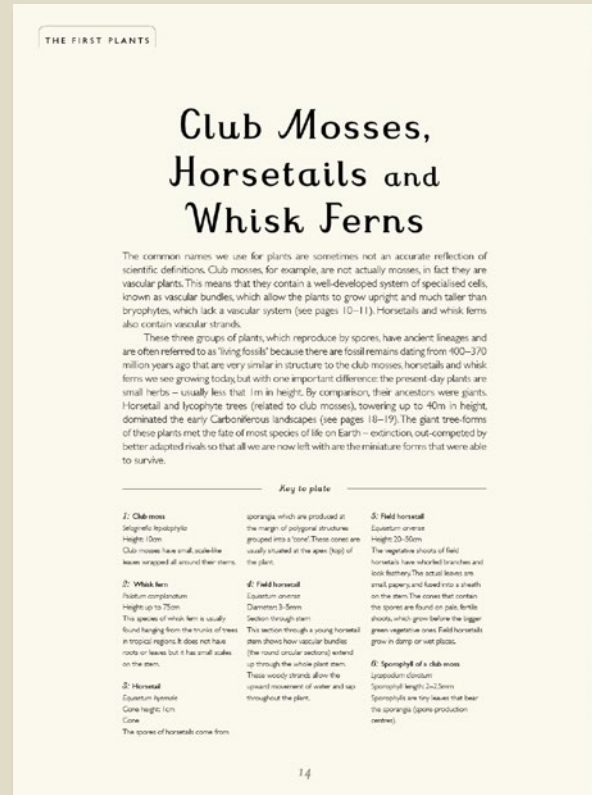 THE FIRST PLANTS
Club Mosses,
Horsetails and
Whisk Ferns
The common names we use for plants are sometimes not an accurate reflection of
scientific definitions. Club mosses, for example, are not actually mosses, in fact they are
vascular plants. This means that they contain a well-developed system of specialised cells,
known as vascular bundles, which allow the plants to grow upright and much taller than
bryophytes, which lack a vascular system (see pages 10–11). Horsetails and whisk ferns
also contain vascular strands.
These three groups of plants, which reproduce by spores, have ancient lineages and
are often referred to as 'living fossils' because there are fossil remains dating from 400–370
million years ago that are very similar in structure to the club mosses, horsetails and whisk
ferns we see growing today, but with one important difference: the present-day plants are
small herbs – usually less that 1m in height. By comparison, their ancestors were giants.
Horsetail and lycophyte trees (related to club mosses), towering up to 40m in height,
dominated the early Carboniferous landscapes (see pages 18–19). The giant tree-forms
of these plants met the fate of most species of life on Earth – extinction, out-competed by
better adapted rivals so that all we are now left with are the miniature forms that were able
to survive.
Key to plate
1: Club moss
Selaginella lepidophylla
Height: 10cm
Club mosses have small, scale-like
leaves wrapped all around their stems.
2: Whisk fern
Psilotum complanatum
Height: up to 75cm
This species of whisk fern is usually
found hanging from the trunks of trees
in tropical regions. It does not have
roots or leaves but it has small scales
on the stem.
3: Horsetail
Equisetum hyemale
Cone height: 1cm
Cone
The spores of horsetails come from
sporangia, which are produced at
the margin of polygonal structures
grouped into a 'cone'. These cones are
usually situated at the apex (top) of
the plant.
4: Field horsetail
Equisetum arvense
Diameter: 3–5mm
Section through stem
This section through a young horsetail
stem shows how vascular bundles
(the round circular sections) extend
up through the whole plant stem.
These woody strands allow the
upward movement of water and sap
throughout the plant.
5: Field horsetail
Equisetum arvense
Height: 20–50cm
The vegetative shoots of field
horsetails have whorled branches and
look feathery. The actual leaves are
small, papery, and fused into a sheath
on the stem. The cones that contain
the spores are found on pale, fertile
shoots, which grow before the bigger
green vegetative ones. Field horsetails
grow in damp or wet places.
6: Sporophyll of a club moss
Lycopodium clavatum
Sporophyll length: 2–2.5mm
Sporophylls are tiny leaves that bear
the sporangia (spore production
centres).
14